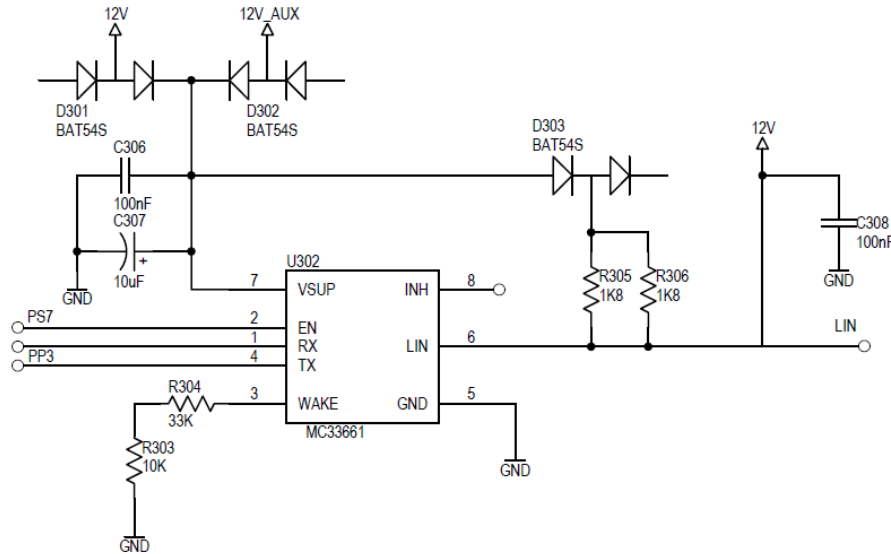 12V
12V_AUX
D301
BAT54S
D302
BAT54S
D303
BAT54S
12V
C306
100nF
C307
+
10uF
GND
C308
100nF
GND
U302
7
VSUP
INH
8
R305
1K8
R306
1K8
LIN
PS7
2
EN
1
RX
LIN
6
PP3
4
TX
R304
33K
3
WAKE
GND
5
MC33661
R303
10K
GND
GND